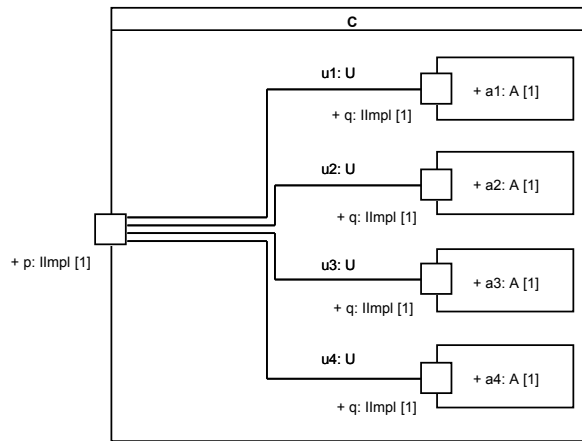 C
u1: U
+ a1: A [1]
+ q: IImpl [1]
u2: U
+ a2: A [1]
+ q: IImpl [1]
+ p: IImpl [1]
u3: U
+ a3: A [1]
+ q: IImpl [1]
u4: U
+ a4: A [1]
+ q: IImpl [1]